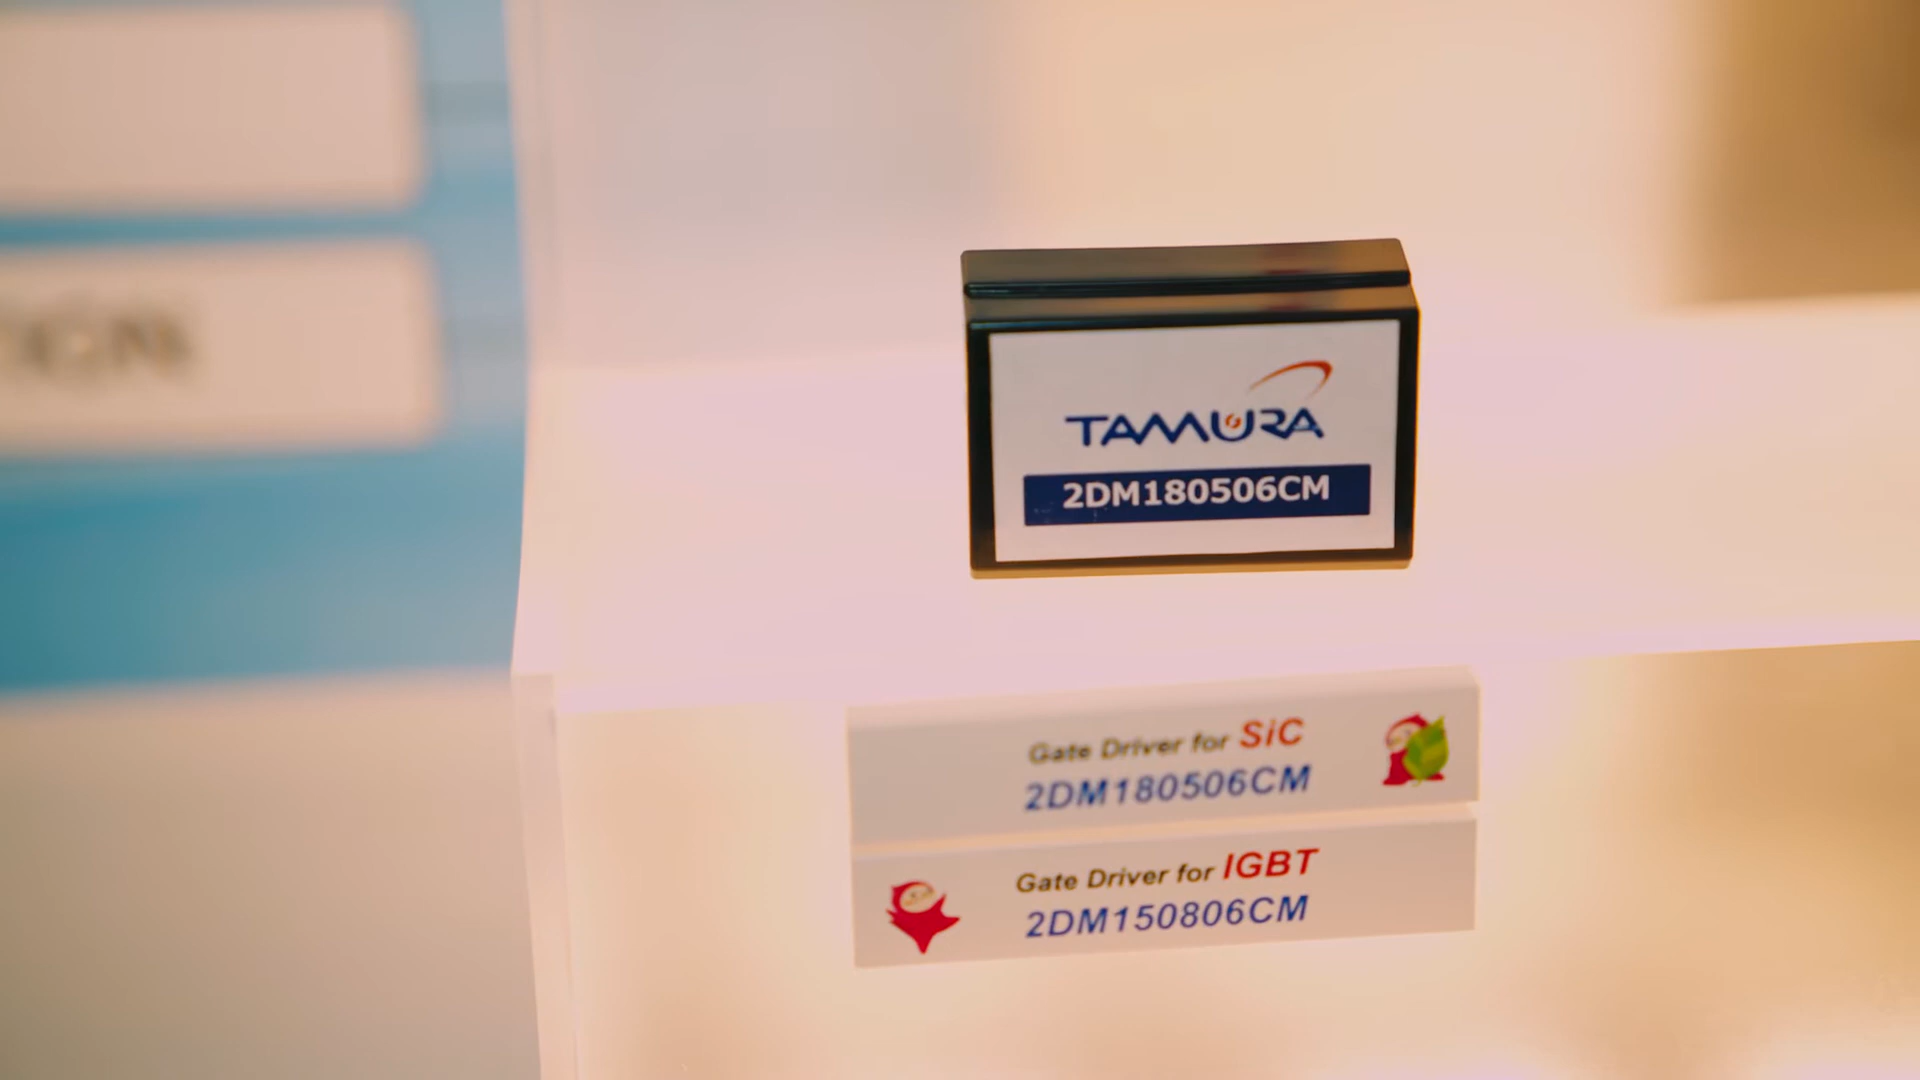 TAMURA
2DM180506CM
Gate Driver for SiC
2DM180506CM
Gate Driver for IGBT
2DM150806CM